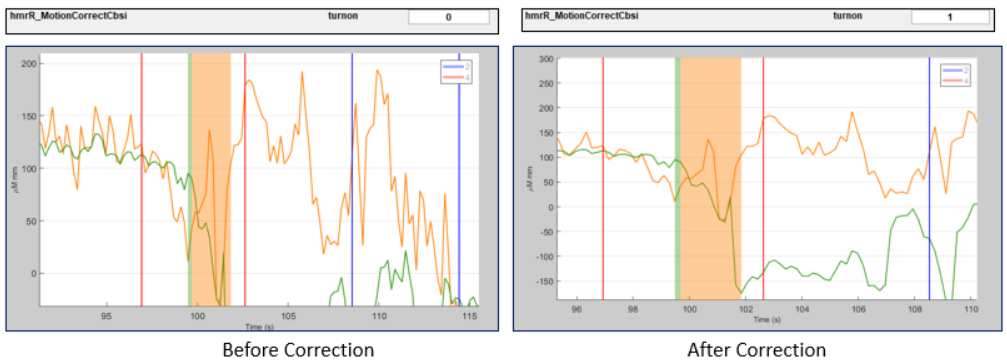 hmrR_MotionCorrectCbsi turnon 0
hmrR_MotionCorrectCbsi turnon 1
200
150
100
50
0
μM mm
95 100 105 110 115
Time (s)
2
4
300
250
200
150
100
50
0
-50
-100
-150
μM mm
96 98 100 102 104 106 108 110
Time (s)
2
4
Before Correction
After Correction